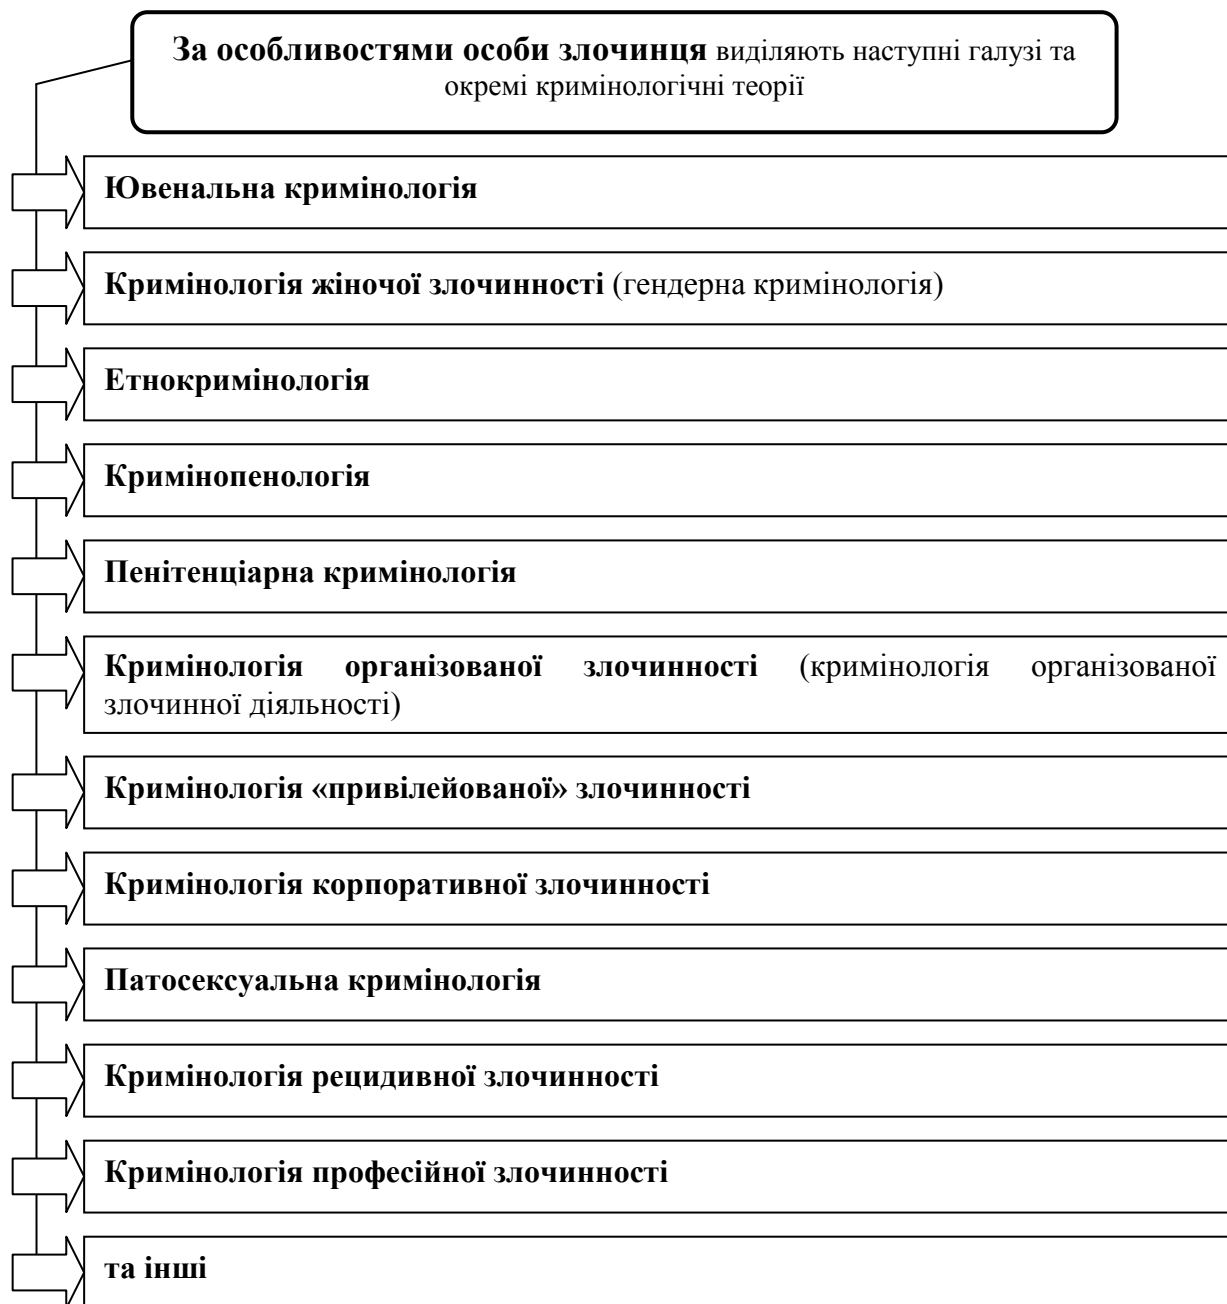 За особливостями особи злочинця виділяють наступні галузі та
окремі кримінологічні теорії
Ювенальна кримінологія
Кримінологія жіночої злочинності (гендерна кримінологія)
Етнокримінологія
Кримінопенологія
Пенітенціарна кримінологія
Кримінологія організованої злочинності (кримінологія організованої
злочинної діяльності)
Кримінологія «привілейованої» злочинності
Кримінологія корпоративної злочинності
Патосексуальна кримінологія
Кримінологія рецидивної злочинності
Кримінологія професійної злочинності
та інші